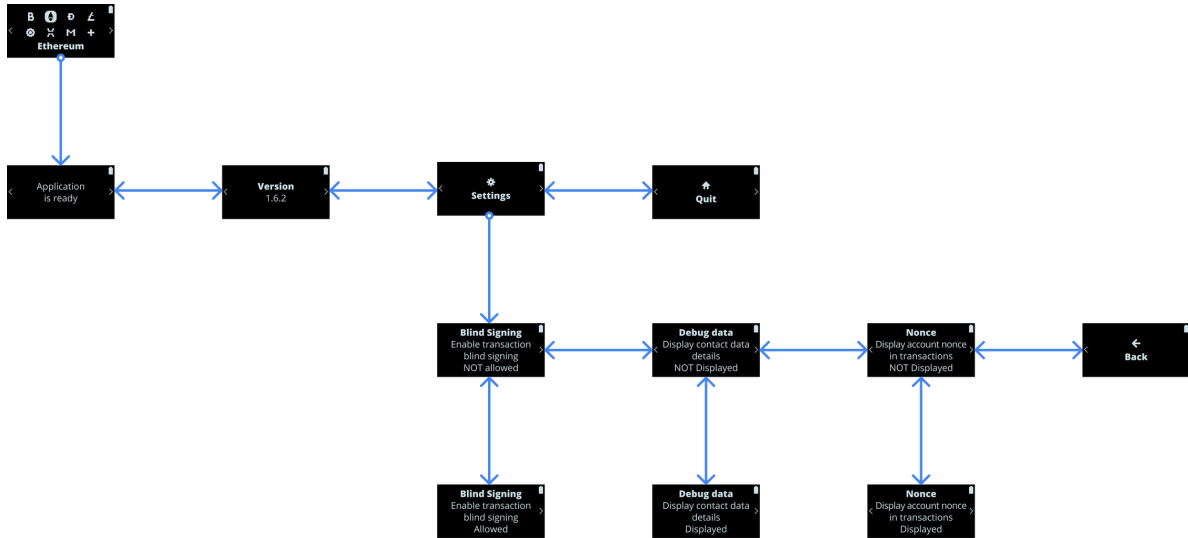 Ethereum
Application
is ready
Version
1.6.2
Settings
Quit
Blind Signing
Enable transaction
blind signing
NOT allowed
Debug data
Display contact data
details
NOT Displayed
Nonce
Display account nonce
in transactions
NOT Displayed
Back
Blind Signing
Enable transaction
blind signing
Allowed
Debug data
Display contact data
details
Displayed
Nonce
Display account nonce
in transactions
Displayed